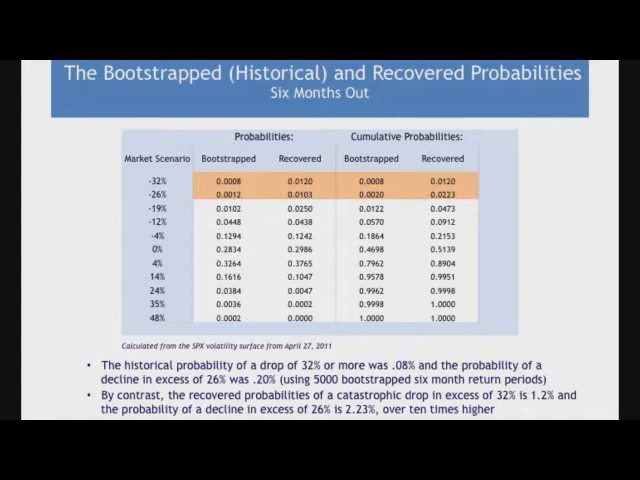 The Bootstrapped (Historical) and Recovered Probabilities
Six Months Out
Probabilities: Cumulative Probabilities:
Market Scenario Bootstrapped Recovered Bootstrapped Recovered
-32% 0.0008 0.0120 0.0008 0.0120
-26% 0.0012 0.0103 0.0020 0.0223
-19% 0.0102 0.0250 0.0122 0.0473
-12% 0.0448 0.0438 0.0570 0.0912
-4% 0.1294 0.1242 0.1864 0.2153
0% 0.2834 0.2986 0.4698 0.5139
4% 0.3264 0.3765 0.7962 0.8904
14% 0.1616 0.1047 0.9578 0.9951
24% 0.0384 0.0047 0.9962 0.9998
35% 0.0036 0.0002 0.9998 1.0000
48% 0.0002 0.0000 1.0000 1.0000
Calculated from the SPX volatility surface from April 27, 2011
• The historical probability of a drop of 32% or more was .08% and the probability of a
decline in excess of 26% was .20% (using 5000 bootstrapped six month return periods)
• By contrast, the recovered probabilities of a catastrophic drop in excess of 32% is 1.2% and
the probability of a decline in excess of 26% is 2.23%, over ten times higher